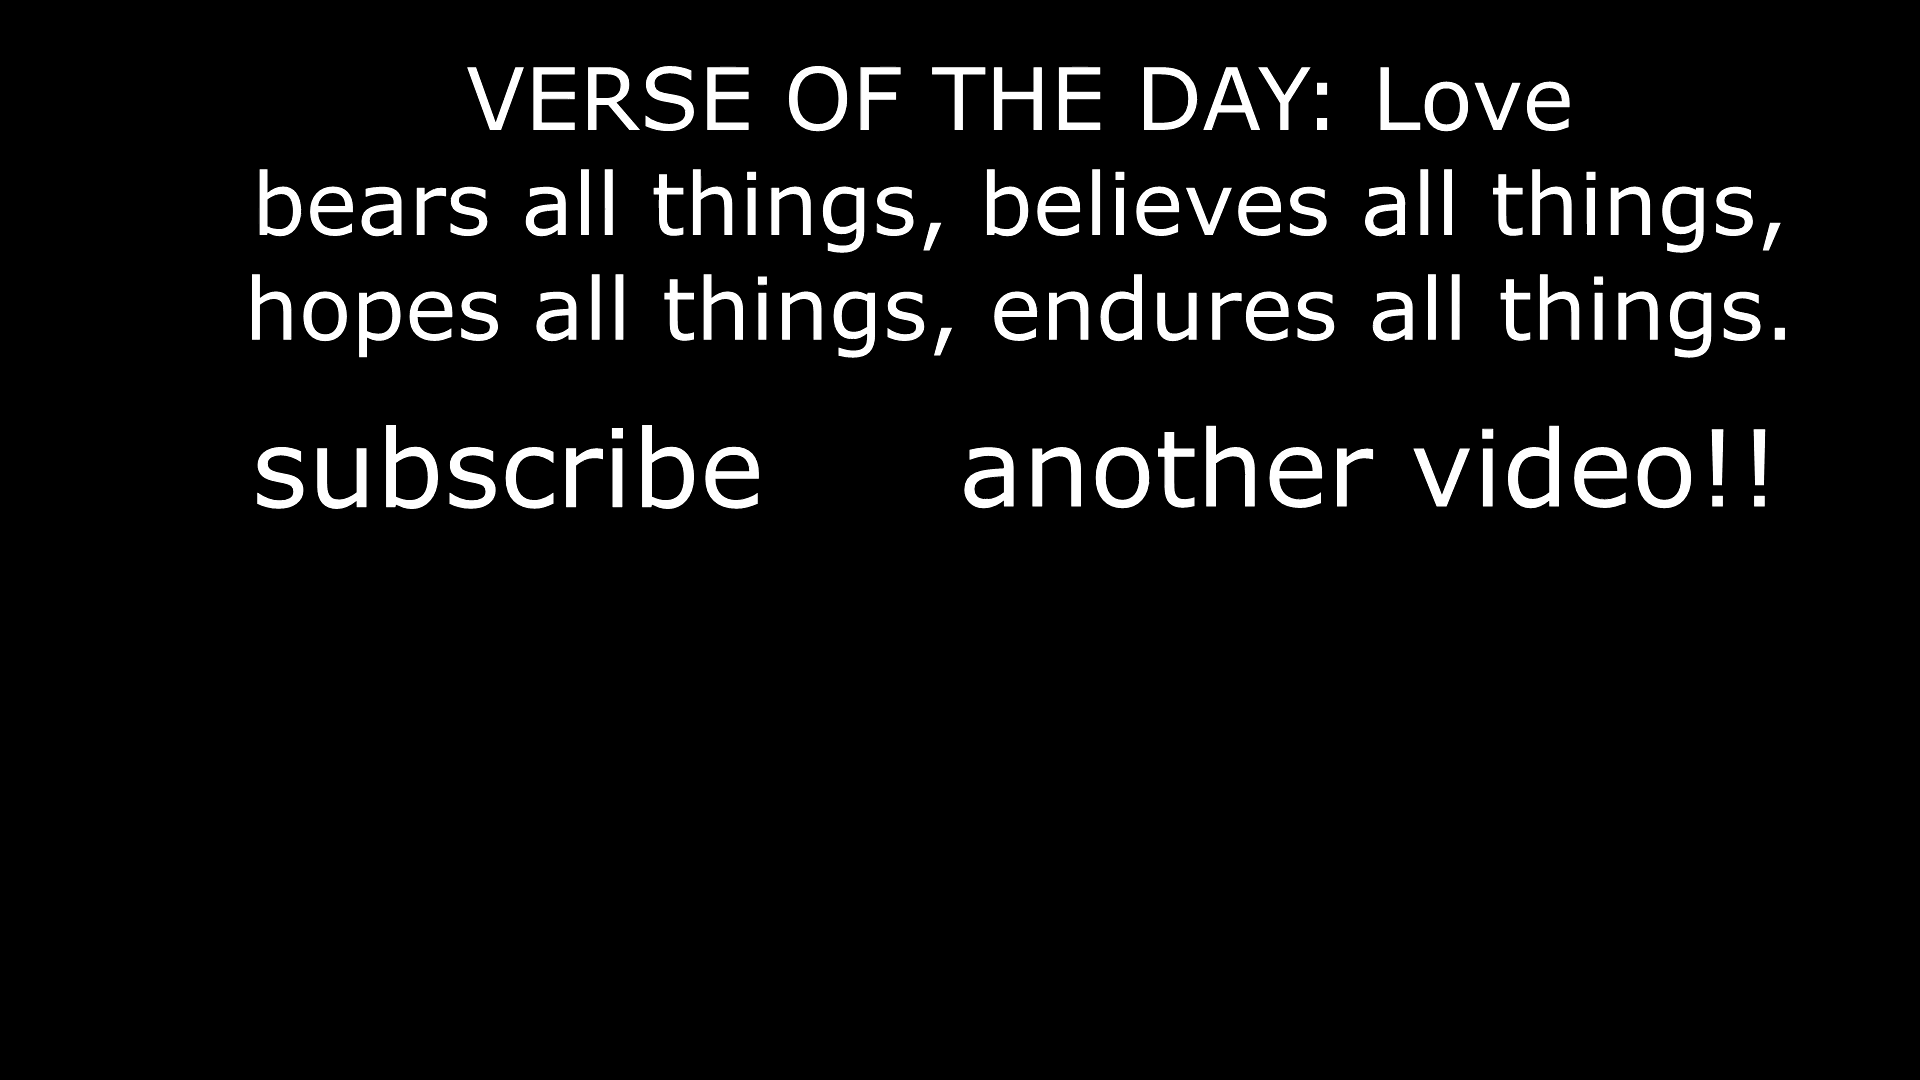 VERSE OF THE DAY: Love
bears all things, believes all things,
hopes all things, endures all things.
subscribe another video!!